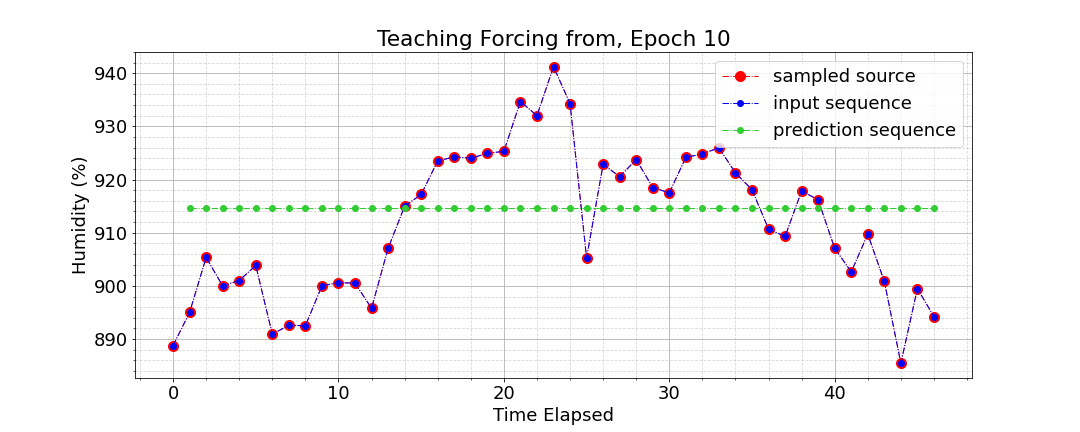 Teaching Forcing from, Epoch 10
sampled source
input sequence
prediction sequence
Humidity (%)
940
930
920
910
900
890
0 10 20 30 40
Time Elapsed